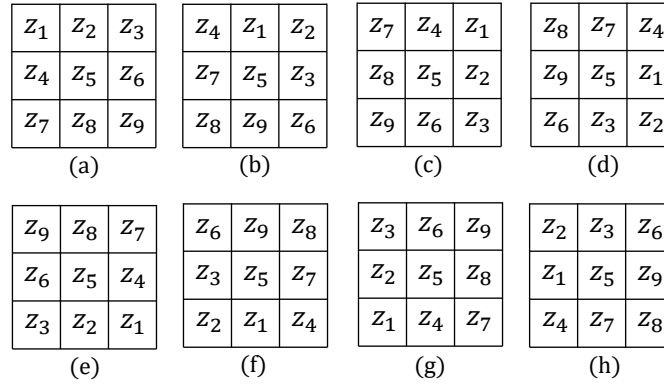 z₁ z₂ z₃ z₄ z₁ z₂ z₇ z₄ z₁ z₈ z₇ z₄
z₄ z₅ z₆ z₇ z₅ z₃ z₈ z₅ z₂ z₉ z₅ z₁
z₇ z₈ z₉ z₈ z₉ z₆ z₉ z₆ z₃ z₆ z₃ z₂
(a) (b) (c) (d)
z₉ z₈ z₇ z₆ z₉ z₈ z₃ z₆ z₉ z₂ z₃ z₆
z₆ z₅ z₄ z₃ z₅ z₇ z₂ z₅ z₈ z₁ z₅ z₉
z₃ z₂ z₁ z₂ z₁ z₄ z₁ z₄ z₇ z₄ z₇ z₈
(e) (f) (g) (h)